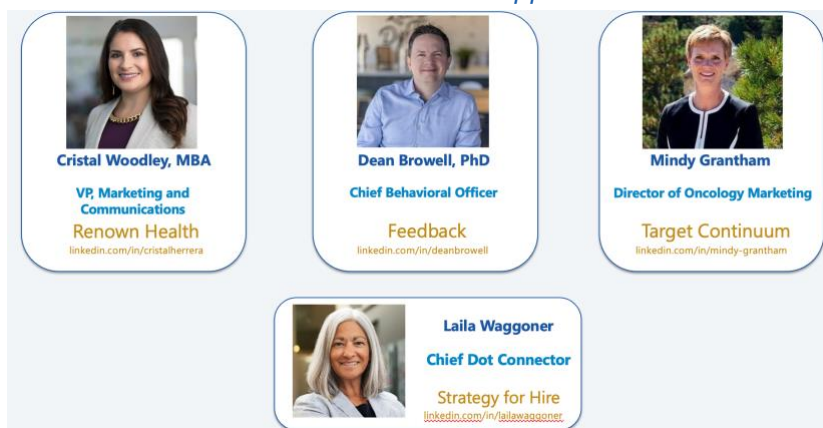 Cristal Woodley, MBA
VP, Marketing and
Communications
Renown Health
linkedin.com/in/cristalherrera
Dean Browell, PhD
Chief Behavioral Officer
Feedback
linkedin.com/in/deanbrowell
Mindy Grantham
Director of Oncology Marketing
Target Continuum
linkedin.com/in/mindy-grantham
Laila Waggoner
Chief Dot Connector
Strategy for Hire
linkedin.com/in/lailawaggoner